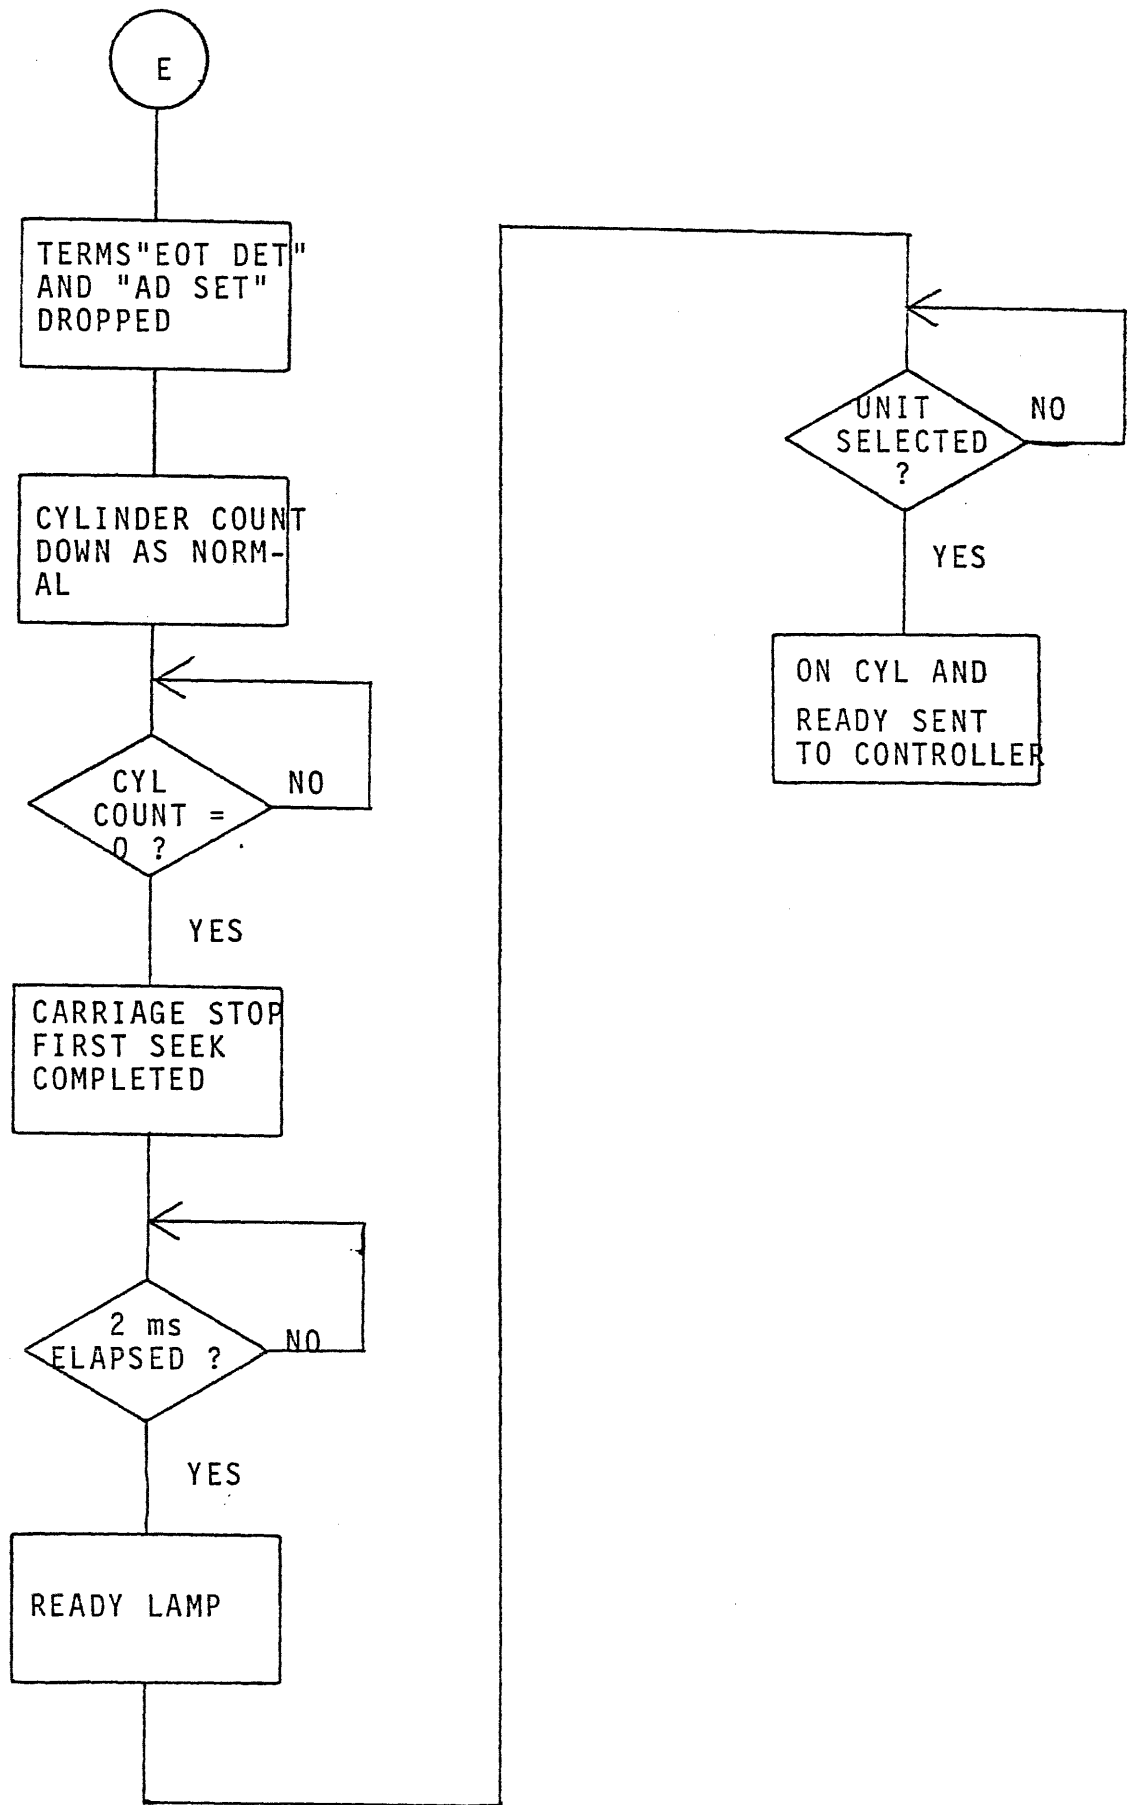 E
TERMS"EOT DET"
AND "AD SET"
DROPPED
CYLINDER COUNT
DOWN AS NORM-
AL
CYL
COUNT =
0 ?
NO
YES
CARRIAGE STOP
FIRST SEEK
COMPLETED
2 ms
ELAPSED ?
NO
YES
READY LAMP
UNIT
SELECTED
?
NO
YES
ON CYL AND
READY SENT
TO CONTROLLER